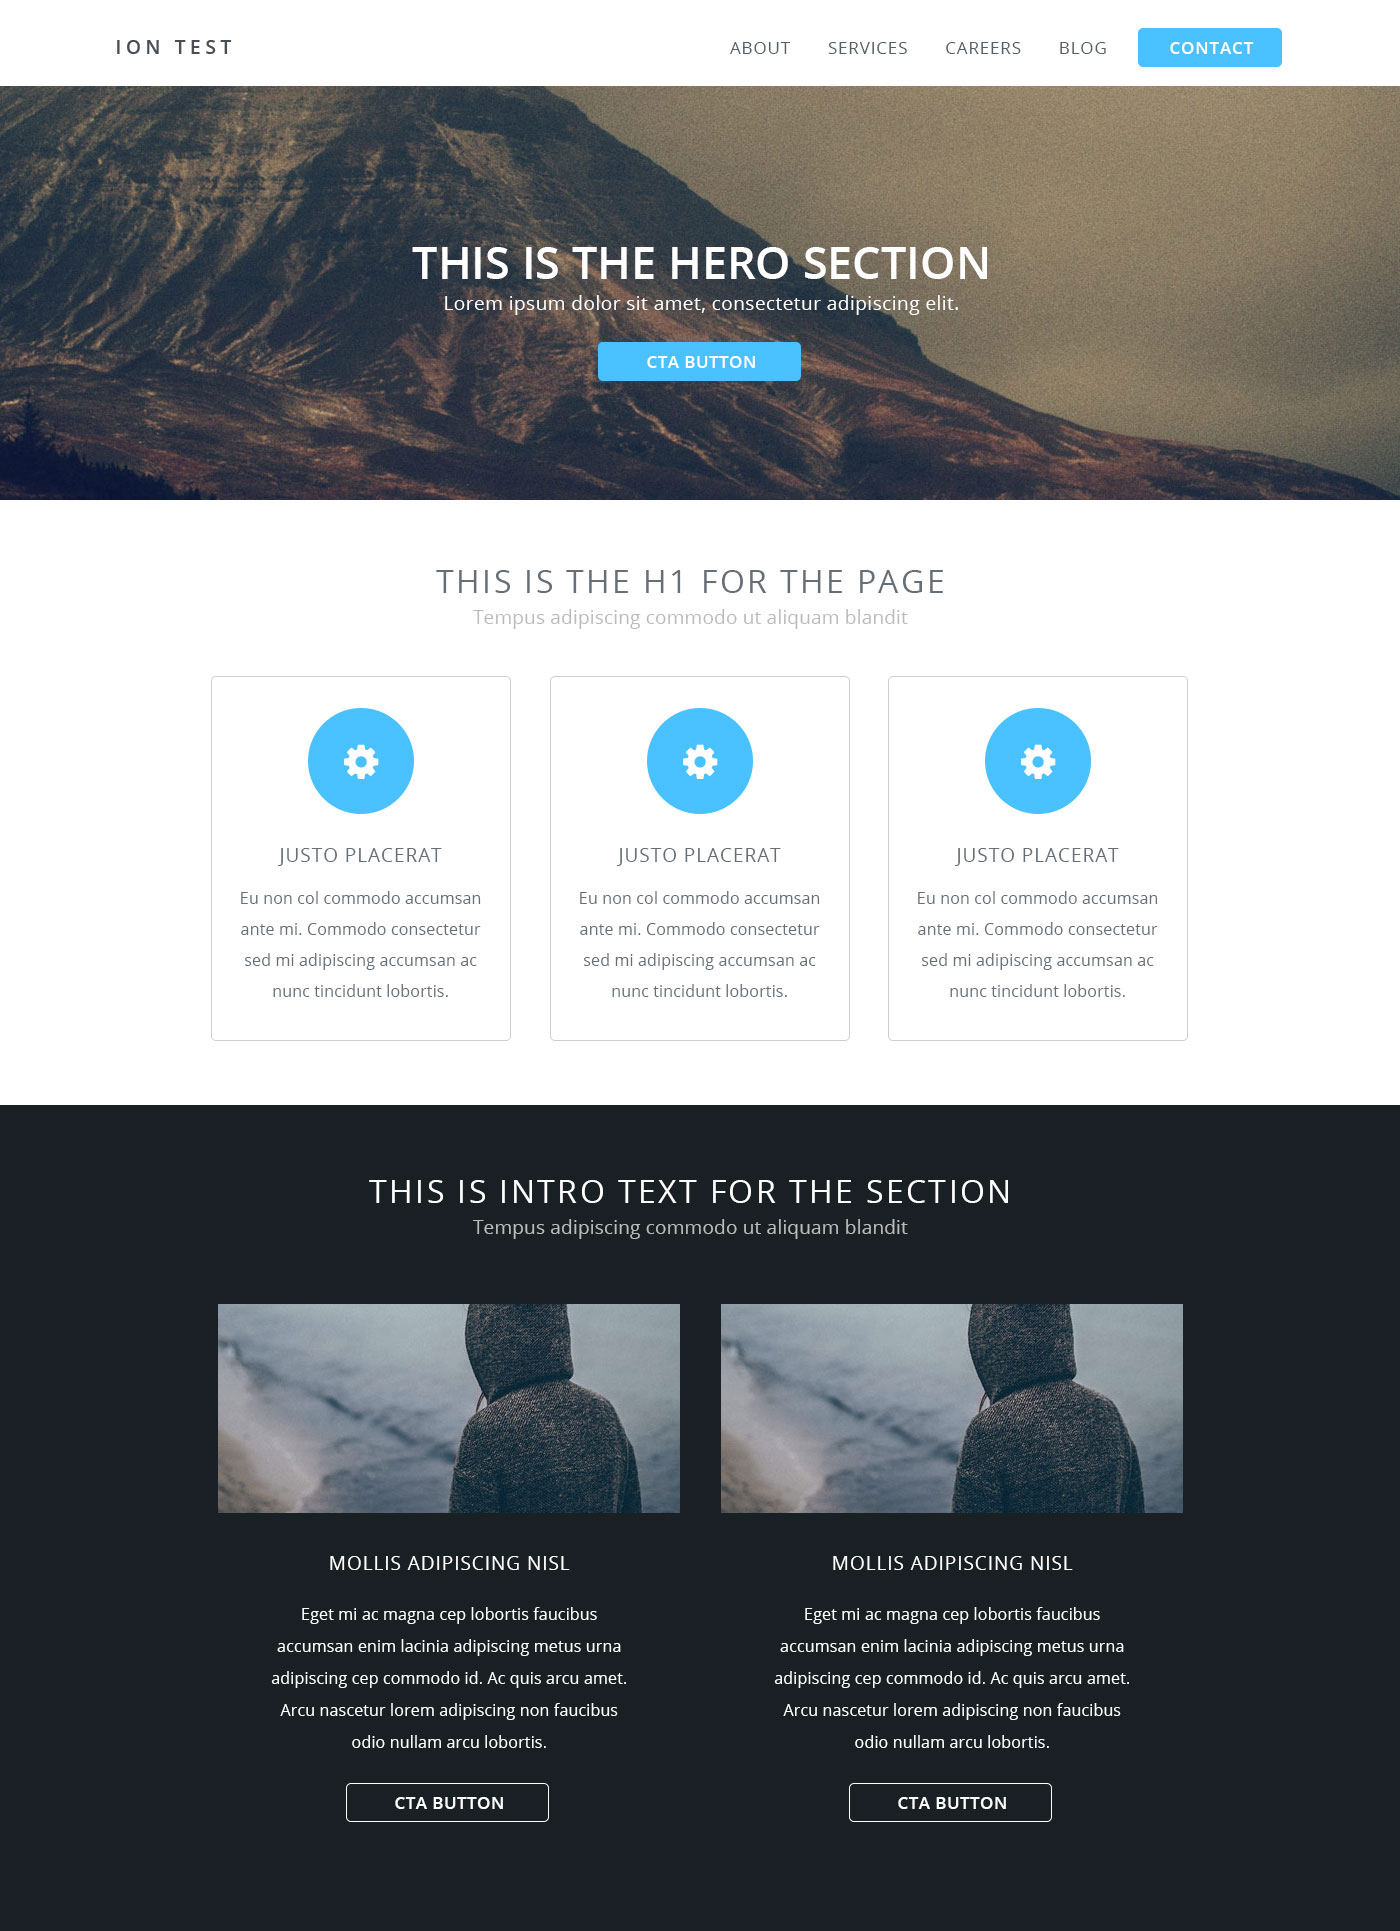 ION TEST
ABOUT SERVICES CAREERS BLOG CONTACT
THIS IS THE HERO SECTION
Lorem ipsum dolor sit amet, consectetur adipiscing elit.
CTA BUTTON
THIS IS THE H1 FOR THE PAGE
Tempus adipiscing commodo ut aliquam blandit
JUSTO PLACERAT
Eu non col commodo accumsan
ante mi. Commodo consectetur
sed mi adipiscing accumsan ac
nunc tincidunt lobortis.
JUSTO PLACERAT
Eu non col commodo accumsan
ante mi. Commodo consectetur
sed mi adipiscing accumsan ac
nunc tincidunt lobortis.
JUSTO PLACERAT
Eu non col commodo accumsan
ante mi. Commodo consectetur
sed mi adipiscing accumsan ac
nunc tincidunt lobortis.
THIS IS INTRO TEXT FOR THE SECTION
Tempus adipiscing commodo ut aliquam blandit
MOLLIS ADIPISCING NISL
Eget mi ac magna cep lobortis faucibus
accumsan enim lacinia adipiscing metus urna
adipiscing cep commodo id. Ac quis arcu amet.
Arcu nascetur lorem adipiscing non faucibus
odio nullam arcu lobortis.
CTA BUTTON
MOLLIS ADIPISCING NISL
Eget mi ac magna cep lobortis faucibus
accumsan enim lacinia adipiscing metus urna
adipiscing cep commodo id. Ac quis arcu amet.
Arcu nascetur lorem adipiscing non faucibus
odio nullam arcu lobortis.
CTA BUTTON